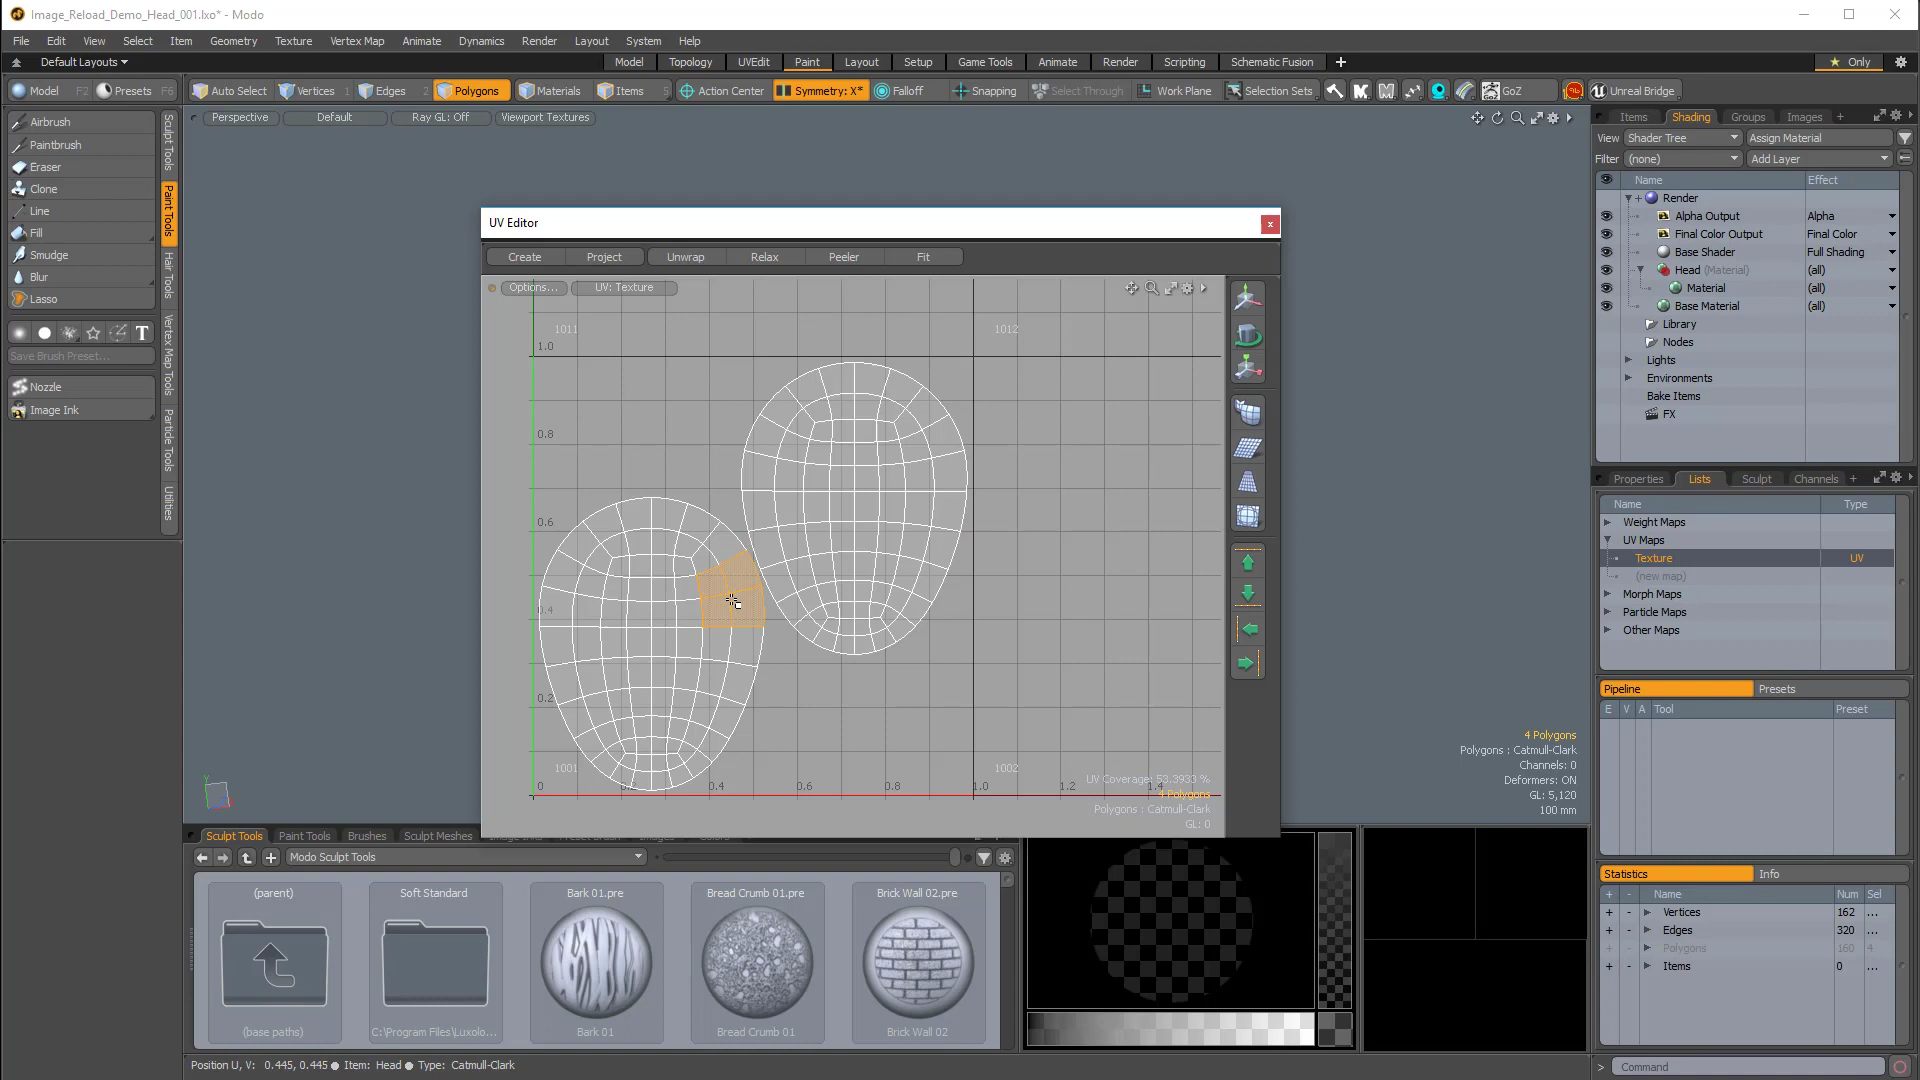 Image_Reload_Demo_Head_001.lxo* - Modo
File Edit View Select Item Geometry Texture Vertex Map Animate Dynamics Render Layout System Help
Default Layouts Model Topology UVEdit Paint Layout Setup Game Tools Animate Render Scripting Schematic Fusion + Only
Model F2 Presets F6 Auto Select Vertices 1 Edges 2 Polygons Materials Items 5 Action Center Symmetry: X* Falloff Snapping Select Through Work Plane Selection Sets GoZ Unreal Bridge
Airbrush
Paintbrush
Eraser
Clone
Line
Fill
Smudge
Blur
Lasso
T
Save Brush Preset...
Nozzle
Image Ink
Sculpt Tools
Paint Tools
Hair Tools
Vertex Map Tools
Particle Tools
Utilities
Perspective Default Ray GL: Off Viewport Textures
UV Editor
Create Project Unwrap Relax Peeler Fit
Options... UV: Texture
1011 1012
1.0
0.8
0.6
0.4
0.2
1001 1002
0 0.2 0.4 0.6 0.8 1.0 1.2 1.4
UV Coverage: 53.3933 %
4 Polygons
Polygons : Catmull-Clark
GL: 0
4 Polygons
Polygons : Catmull-Clark
Channels: 0
Deformers: ON
GL: 5,120
100 mm
Sculpt Tools Paint Tools Brushes Sculpt Meshes
Modo Sculpt Tools
(parent) Soft Standard Bark 01.pre Bread Crumb 01.pre Brick Wall 02.pre
(base paths) C:\Program Files\Luxolo... Bark 01 Bread Crumb 01 Brick Wall 02
Position U, V: 0.445, 0.445 Item: Head Type: Catmull-Clark
Items Shading Groups Images +
View Shader Tree Assign Material
Filter (none) Add Layer
Name Effect
Render
Alpha Output Alpha
Final Color Output Final Color
Base Shader Full Shading
Head (Material) (all)
Material (all)
Base Material (all)
Library
Nodes
Lights
Environments
Bake Items
FX
Properties Lists Sculpt Channels +
Name Type
Weight Maps
UV Maps
Texture UV
(new map)
Morph Maps
Particle Maps
Other Maps
Pipeline Presets
E V A Tool Preset
Statistics Info
+ - Name Num Sel
+ - Vertices 162 ...
+ - Edges 320 ...
+ - Polygons 160 4
+ - Items 0 ...
> Command